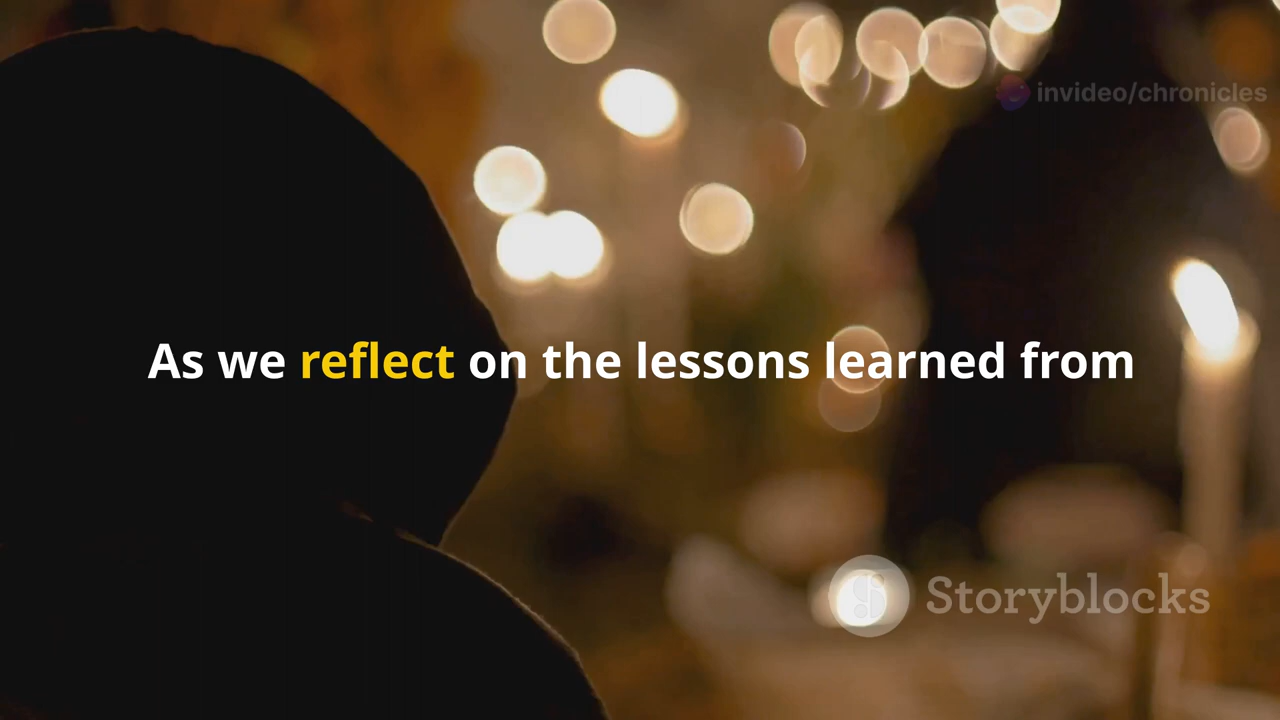 invideo/chronicles
As we reflect on the lessons learned from
Storyblocks